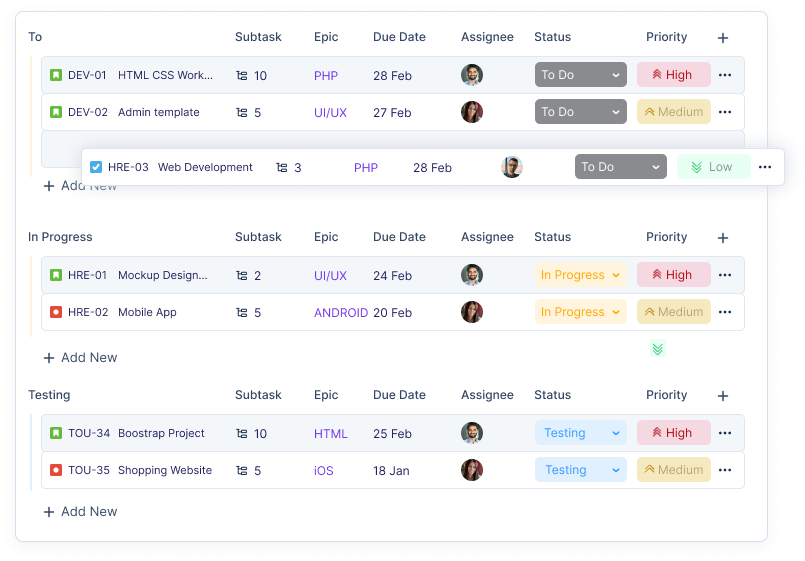 To Subtask Epic Due Date Assignee Status Priority
DEV-01 HTML CSS Work... 10 PHP 28 Feb To Do High
DEV-02 Admin template 5 UI/UX 27 Feb To Do Medium
HRE-03 Web Development 3 PHP 28 Feb To Do Low
Add New
In Progress Subtask Epic Due Date Assignee Status Priority
HRE-01 Mockup Design... 2 UI/UX 24 Feb In Progress High
HRE-02 Mobile App 5 ANDROID 20 Feb In Progress Medium
Add New
Testing Subtask Epic Due Date Assignee Status Priority
TOU-34 Boostrap Project 10 HTML 25 Feb Testing High
TOU-35 Shopping Website 5 iOS 18 Jan Testing Medium
Add New